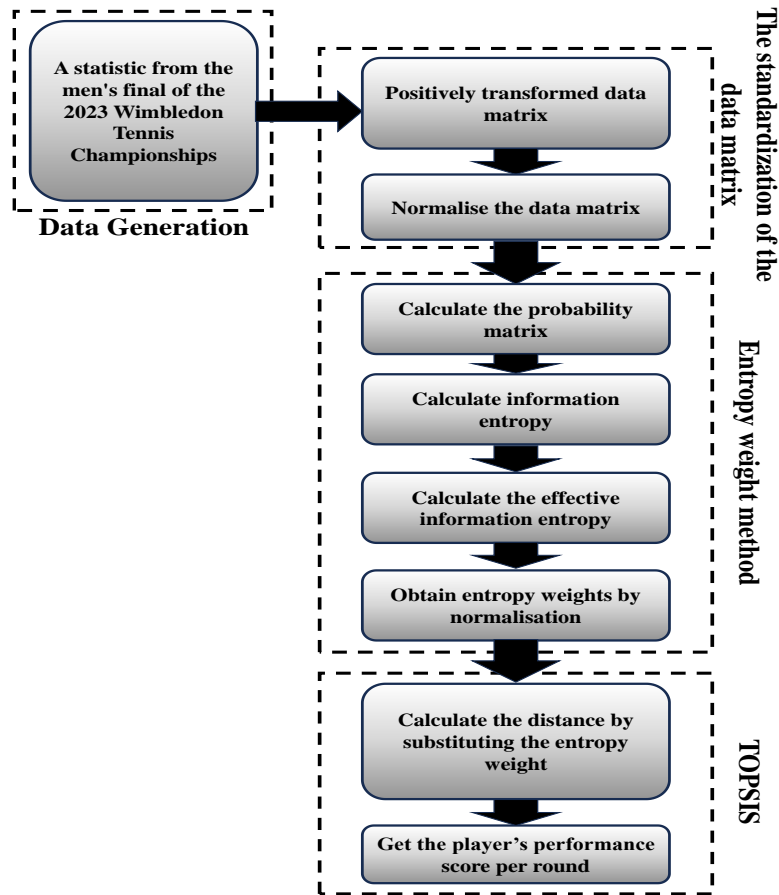 A statistic from the
men's final of the
2023 Wimbledon
Tennis
Championships
Data Generation
Positively transformed data
matrix
Normalise the data matrix
The standardization of the
data matrix
Calculate the probability
matrix
Calculate information
entropy
Calculate the effective
information entropy
Obtain entropy weights by
normalisation
Entropy weight method
Calculate the distance by
substituting the entropy
weight
Get the player’s performance
score per round
TOPSIS